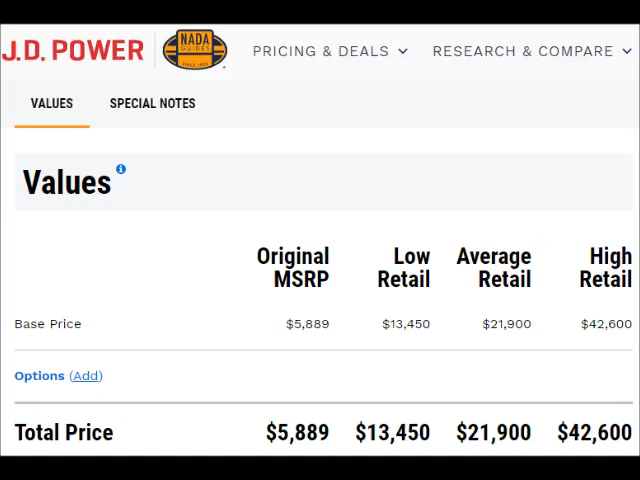 J.D. POWER NADA GUIDES SINCE 1933 PRICING & DEALS RESEARCH & COMPARE
VALUES SPECIAL NOTES
Values
Original MSRP Low Retail Average Retail High Retail
Base Price $5,889 $13,450 $21,900 $42,600
Options (Add)
Total Price $5,889 $13,450 $21,900 $42,600